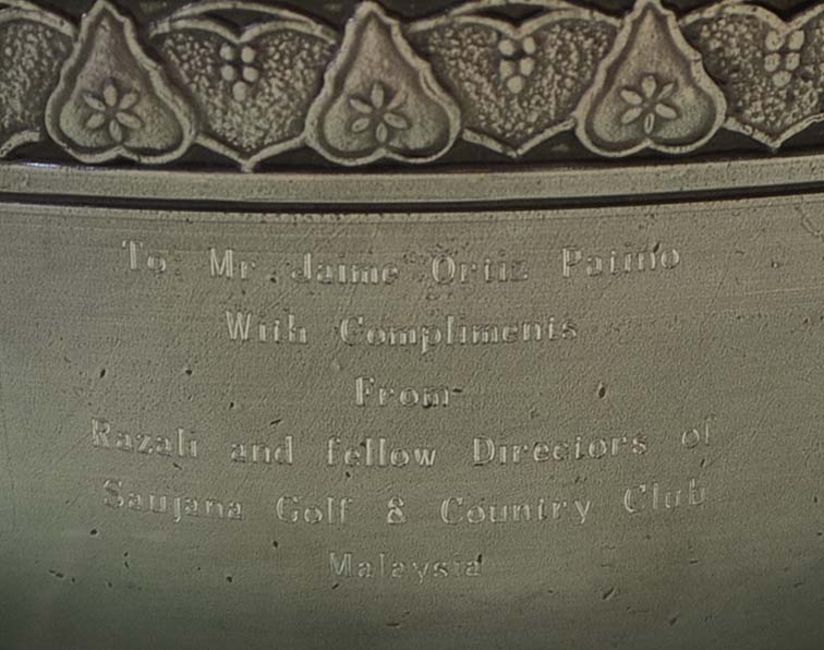 To Mr. Jaime Ortiz Patiño
With Compliments
From
Razali and fellow Directors of
Saujana Golf & Country Club
Malaysia